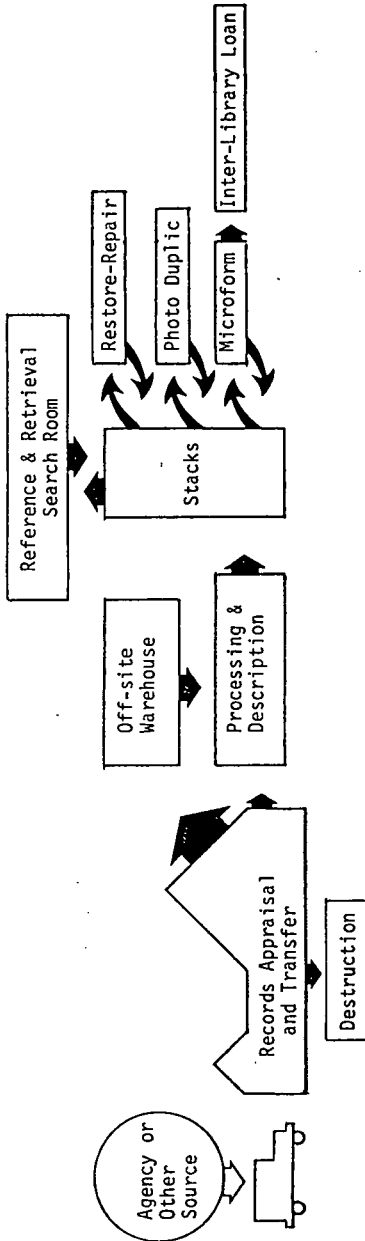 Agency or
Other
Source
Records Appraisal
and Transfer
Destruction
Off-site
Warehouse
Processing &
Description
Reference & Retrieval
Search Room
Stacks
Restore-Repair
Photo Duplic
Microform
Inter-Library Loan